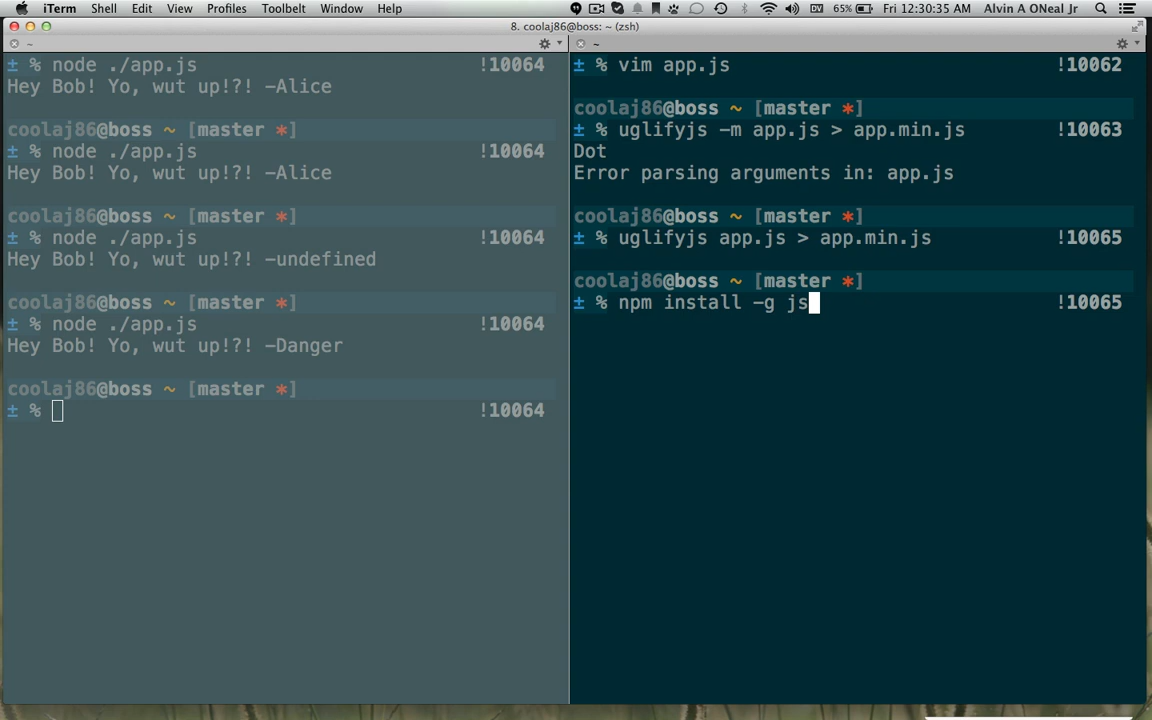 iTerm Shell Edit View Profiles Toolbelt Window Help 65% Fri 12:30:35 AM Alvin A ONeal Jr
8. coolaj86@boss: ~ (zsh)
~
± % node ./app.js !10064
Hey Bob! Yo, wut up!?! -Alice
coolaj86@boss ~ [master *]
± % node ./app.js !10064
Hey Bob! Yo, wut up!?! -Alice
coolaj86@boss ~ [master *]
± % node ./app.js !10064
Hey Bob! Yo, wut up!?! -undefined
coolaj86@boss ~ [master *]
± % node ./app.js !10064
Hey Bob! Yo, wut up!?! -Danger
coolaj86@boss ~ [master *]
± % !10064
~
± % vim app.js !10062
coolaj86@boss ~ [master *]
± % uglifyjs -m app.js > app.min.js !10063
Dot
Error parsing arguments in: app.js
coolaj86@boss ~ [master *]
± % uglifyjs app.js > app.min.js !10065
coolaj86@boss ~ [master *]
± % npm install -g js !10065